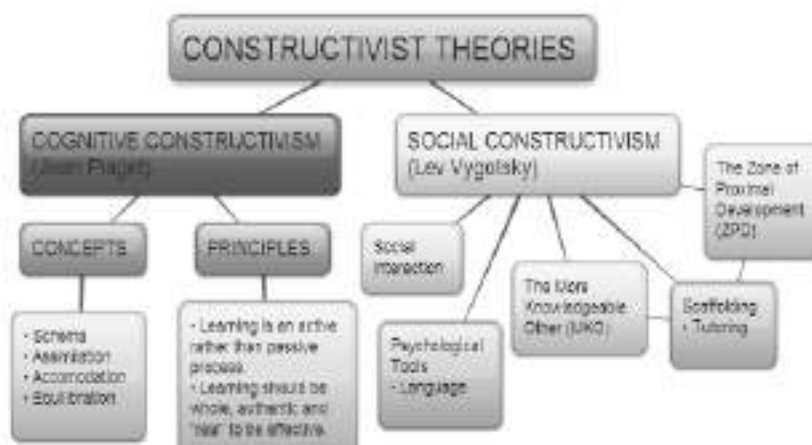 CONSTRUCTIVIST THEORIES
COGNITIVE CONSTRUCTIVISM
(Jean Piaget)
SOCIAL CONSTRUCTIVISM
(Lev Vygotsky)
The Zone of
Proximal
Development
(ZPD)
CONCEPTS
PRINCIPLES
Social
Interaction
The More
Knowledgeable
Other (MKO)
Scaffolding
• Tutoring
• Schema
• Assimilation
• Accomodation
• Equilibration
• Learning is an active
rather than passive
process.
• Learning should be
whole, authentic and
"real" to be effective.
Psychological
Tools
- Language